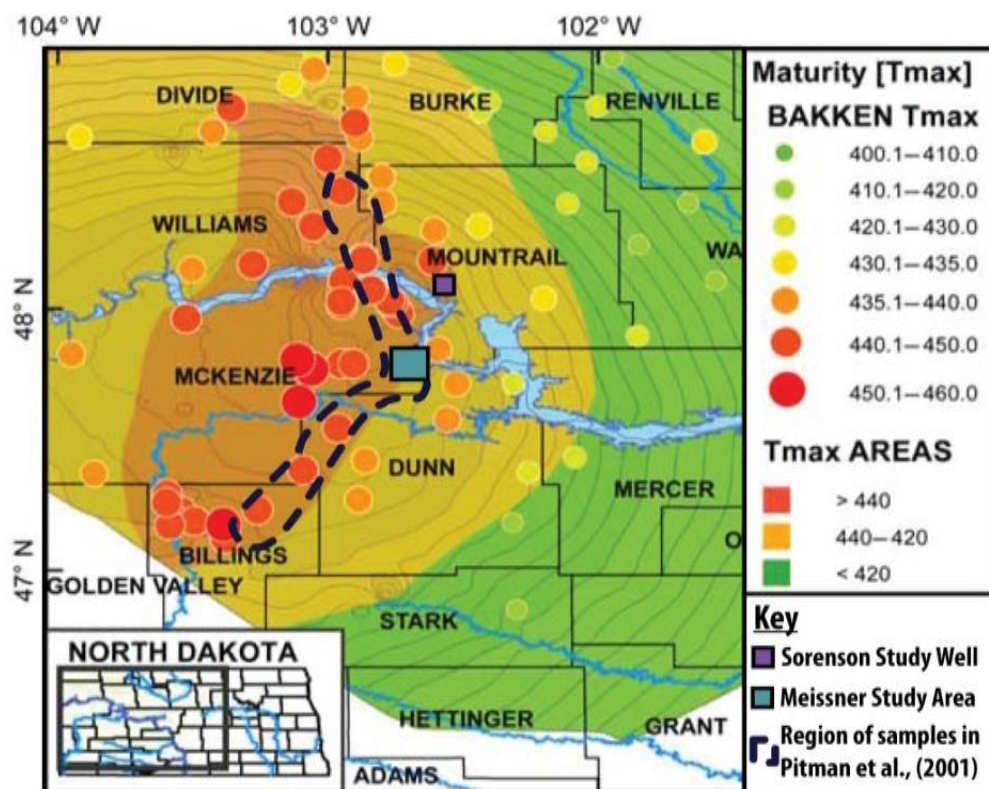 104° W
103° W
102° W
DIVIDE
BURKE
RENVILLE
WILLIAMS
MOUNTRAIL
WA
48° N
MCKENZIE
DUNN
MERCER
O
BILLINGS
47° N
GOLDEN VALLEY
STARK
HETTINGER
GRANT
ADAMS
NORTH DAKOTA
Maturity [Tmax]
BAKKEN Tmax
400.1—410.0
410.1—420.0
420.1—430.0
430.1—435.0
435.1—440.0
440.1—450.0
450.1—460.0
Tmax AREAS
> 440
440—420
< 420
Key
Sorenson Study Well
Meissner Study Area
Region of samples in
Pitman et al., (2001)